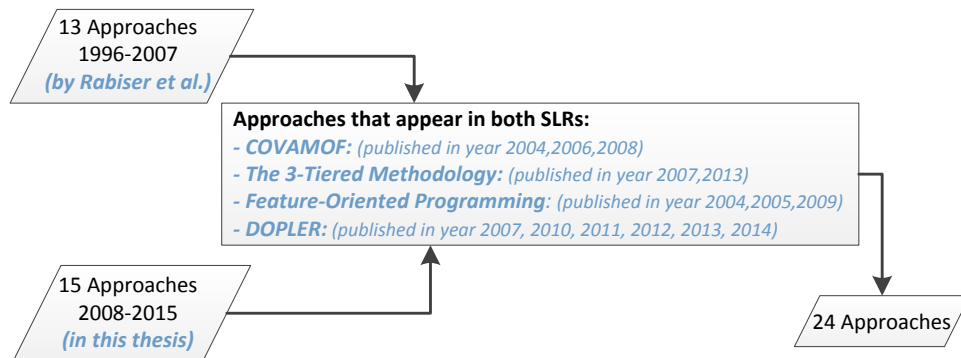 13 Approaches
1996-2007
(by Rabiser et al.)
Approaches that appear in both SLRs:
- COVAMOF: (published in year 2004,2006,2008)
- The 3-Tiered Methodology: (published in year 2007,2013)
- Feature-Oriented Programming: (published in year 2004,2005,2009)
- DOPLER: (published in year 2007, 2010, 2011, 2012, 2013, 2014)
15 Approaches
2008-2015
(in this thesis)
24 Approaches